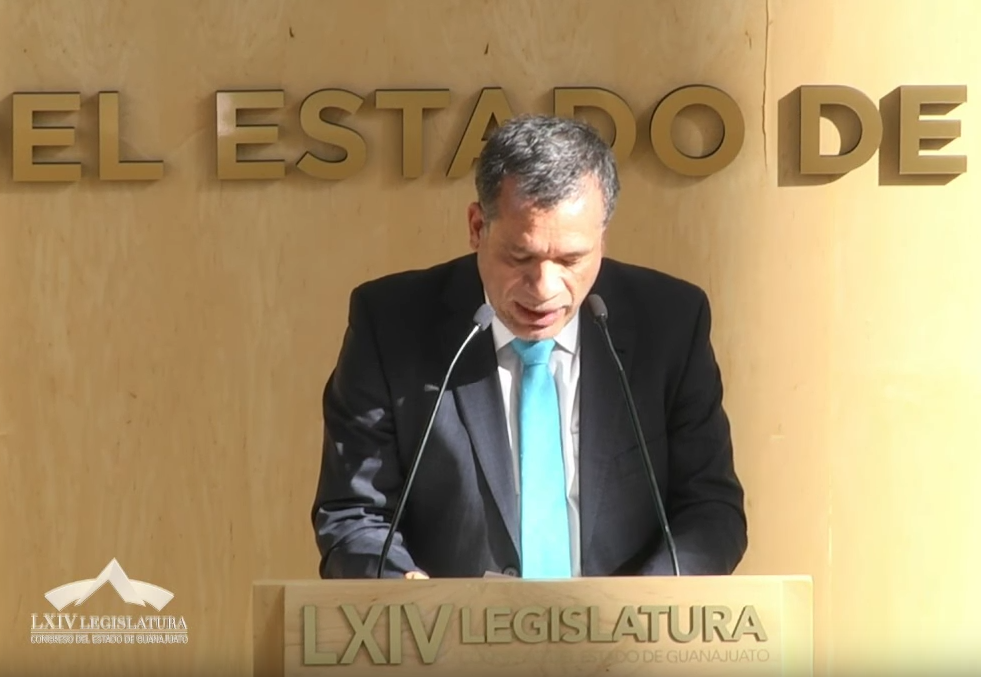 EL ESTADO DE
LXIV LEGISLATURA
ESTADO DE GUANAJUATO
LXIV LEGISLATURA
CONGRESO DEL ESTADO DE GUANAJUATO